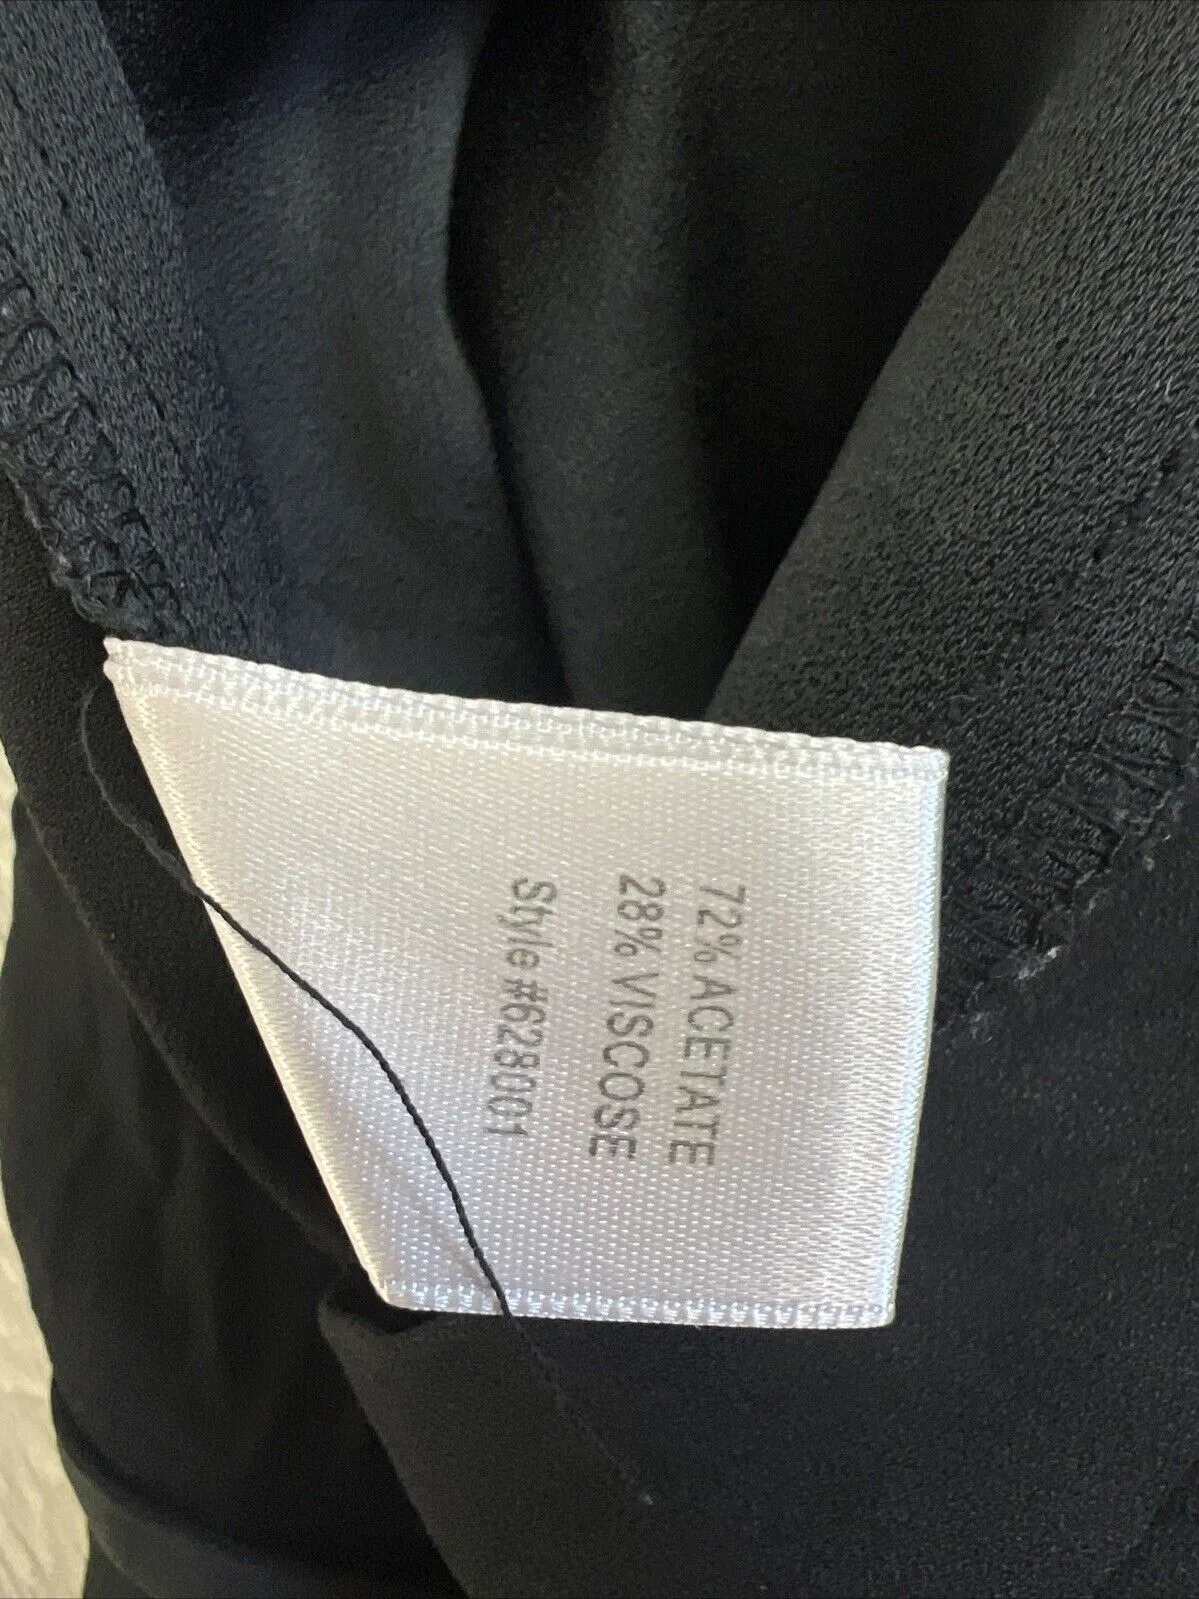 72% ACETATE
28% VISCOSE
Style #628001